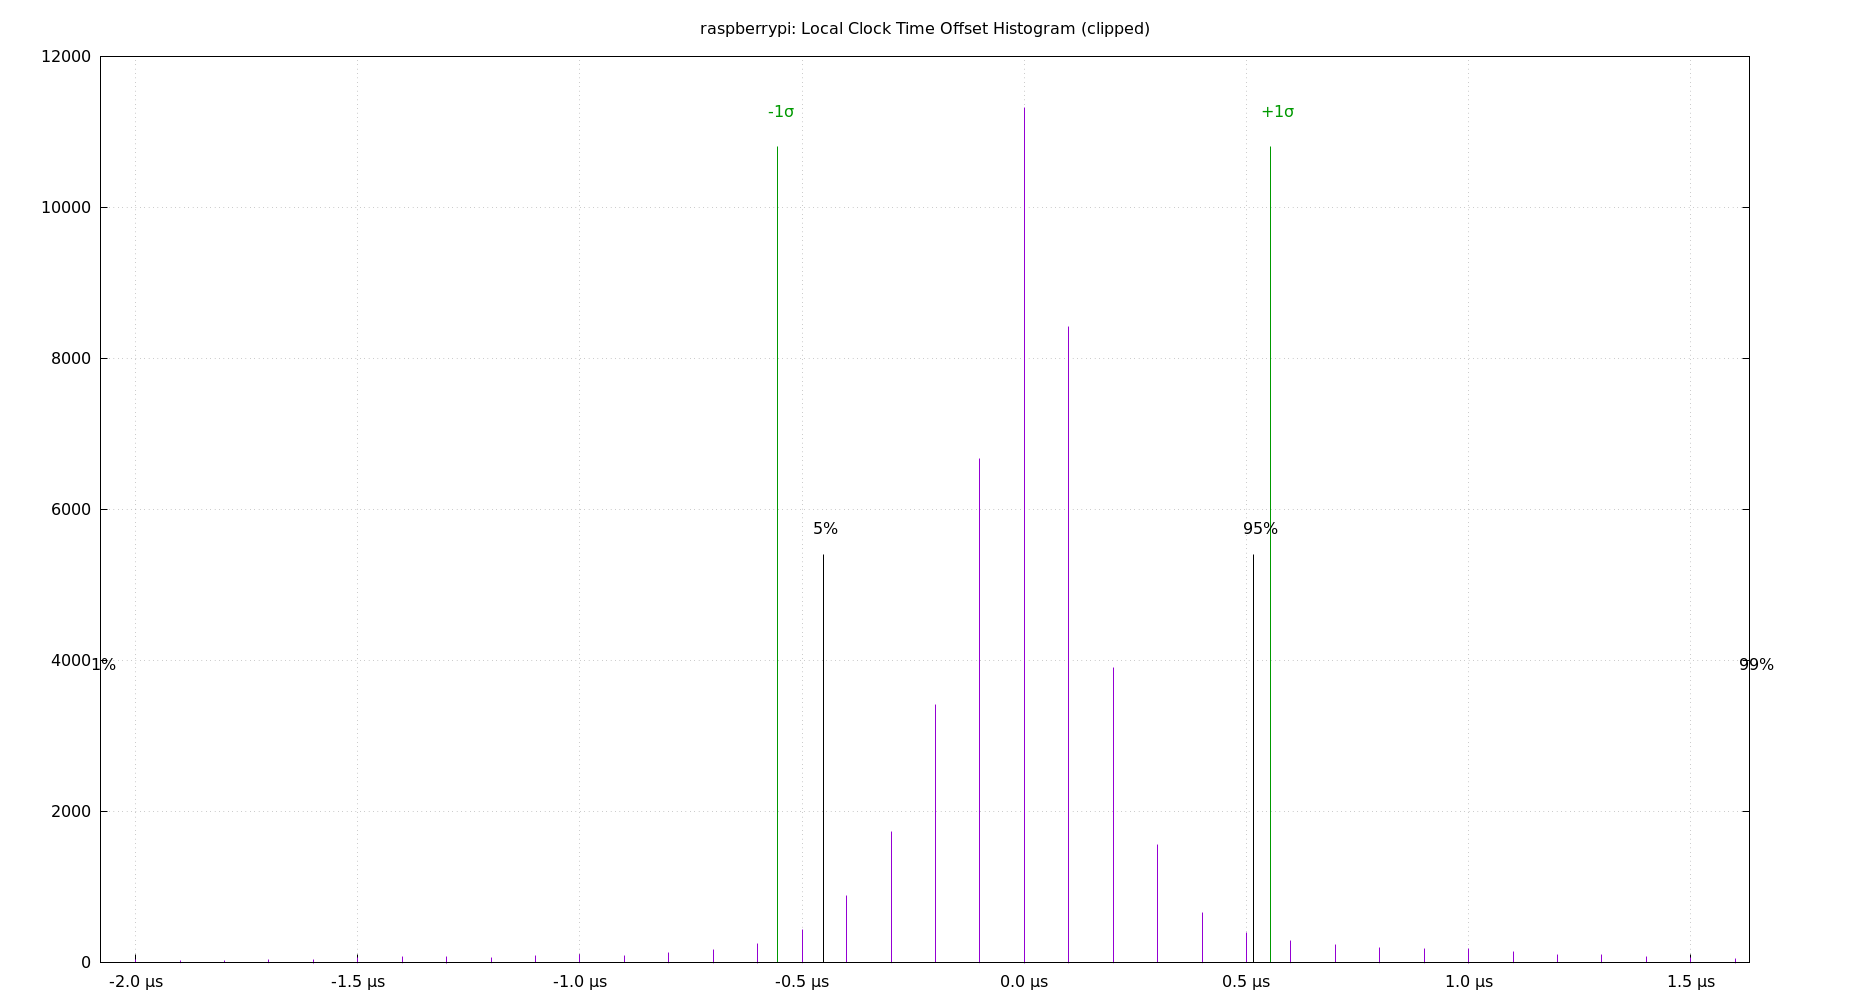 raspberrypi: Local Clock Time Offset Histogram (clipped)
12000
-1σ
+1σ
10000
8000
6000
5%
95%
4000
1%
99%
2000
0
-2.0 µs
-1.5 µs
-1.0 µs
-0.5 µs
0.0 µs
0.5 µs
1.0 µs
1.5 µs